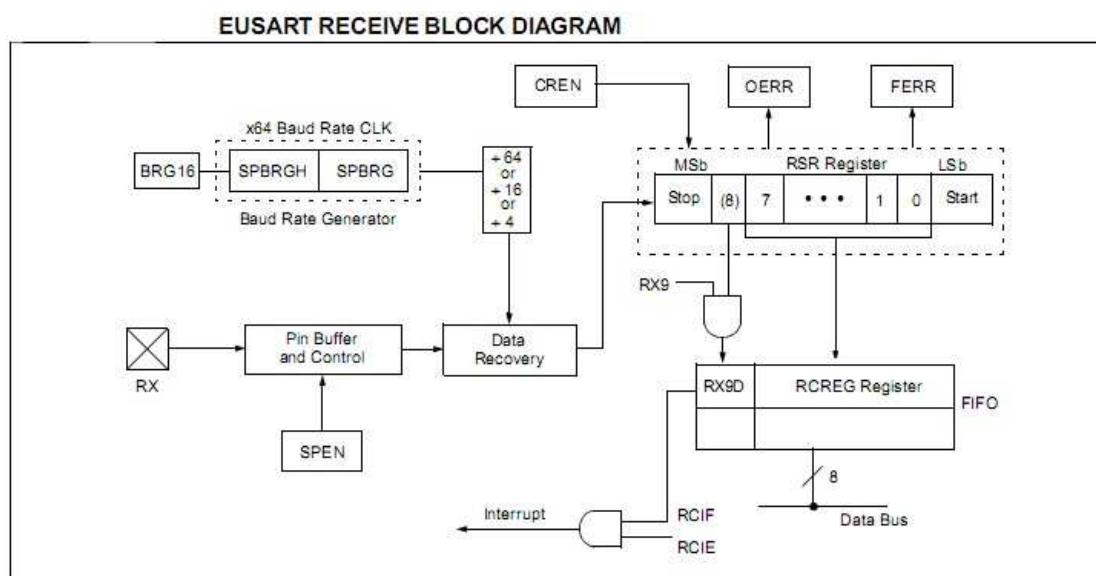 EUSART RECEIVE BLOCK DIAGRAM
CREN
OERR
FERR
x64 Baud Rate CLK
BRG16
SPBRGH
SPBRG
Baud Rate Generator
÷ 64
or
÷ 16
or
÷ 4
MSb
RSR Register
LSb
Stop
(8)
7
• • •
1
0
Start
RX9
RX
Pin Buffer
and Control
Data
Recovery
SPEN
RX9D
RCREG Register
FIFO
8
Data Bus
Interrupt
RCIF
RCIE